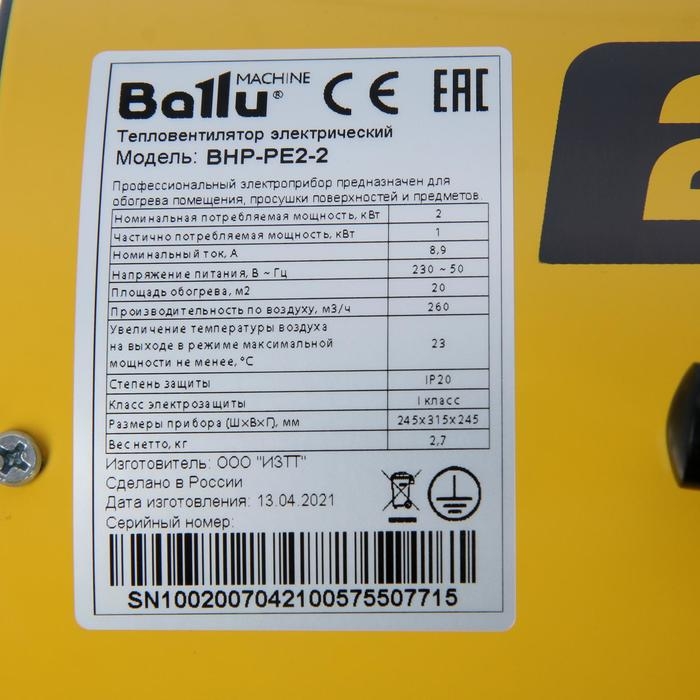 Ballu MACHINE ® CE EAC
Тепловентилятор электрический
Модель: BHP-PE2-2
Профессиональный электроприбор предназначен для
обогрева помещения, просушки поверхностей и предметов.
Номинальная потребляемая мощность, кВт 2
Частично потребляемая мощность, кВт 1
Номинальный ток, А 8,9
Напряжение питания, В ~ Гц 230 ~ 50
Площадь обогрева, м2 20
Производительность по воздуху, м3/ч 260
Увеличение температуры воздуха
на выходе в режиме максимальной 23
мощности не менее, °С
Степень защиты IP20
Класс электрозащиты I класс
Размеры прибора (Ш×В×Г), мм 245x315x245
Вес нетто, кг 2,7
Изготовитель: ООО "ИЗТТ"
Сделано в России
Дата изготовления: 13.04.2021
Серийный номер:
SN1002007042100575507715
2